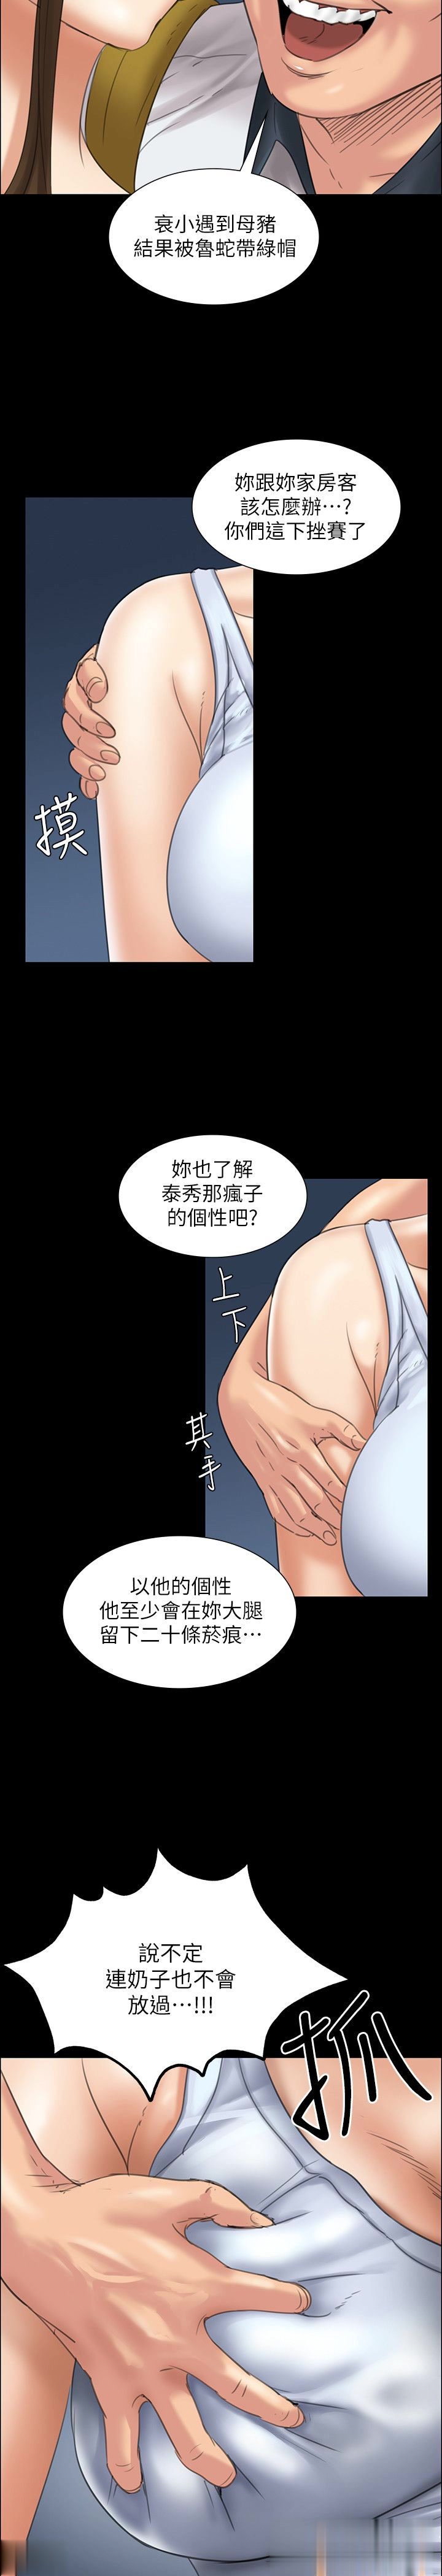 衰小遇到母豬
結果被魯蛇帶綠帽
妳跟妳家房客
該怎麼辦…?
你們這下挫賽了
摸
妳也了解
泰秀那瘋子
的個性吧?
上
下
其
手
以他的個性
他至少會在妳大腿
留下二十條菸痕…
說不定
連奶子也不會
放過…!!!
抓